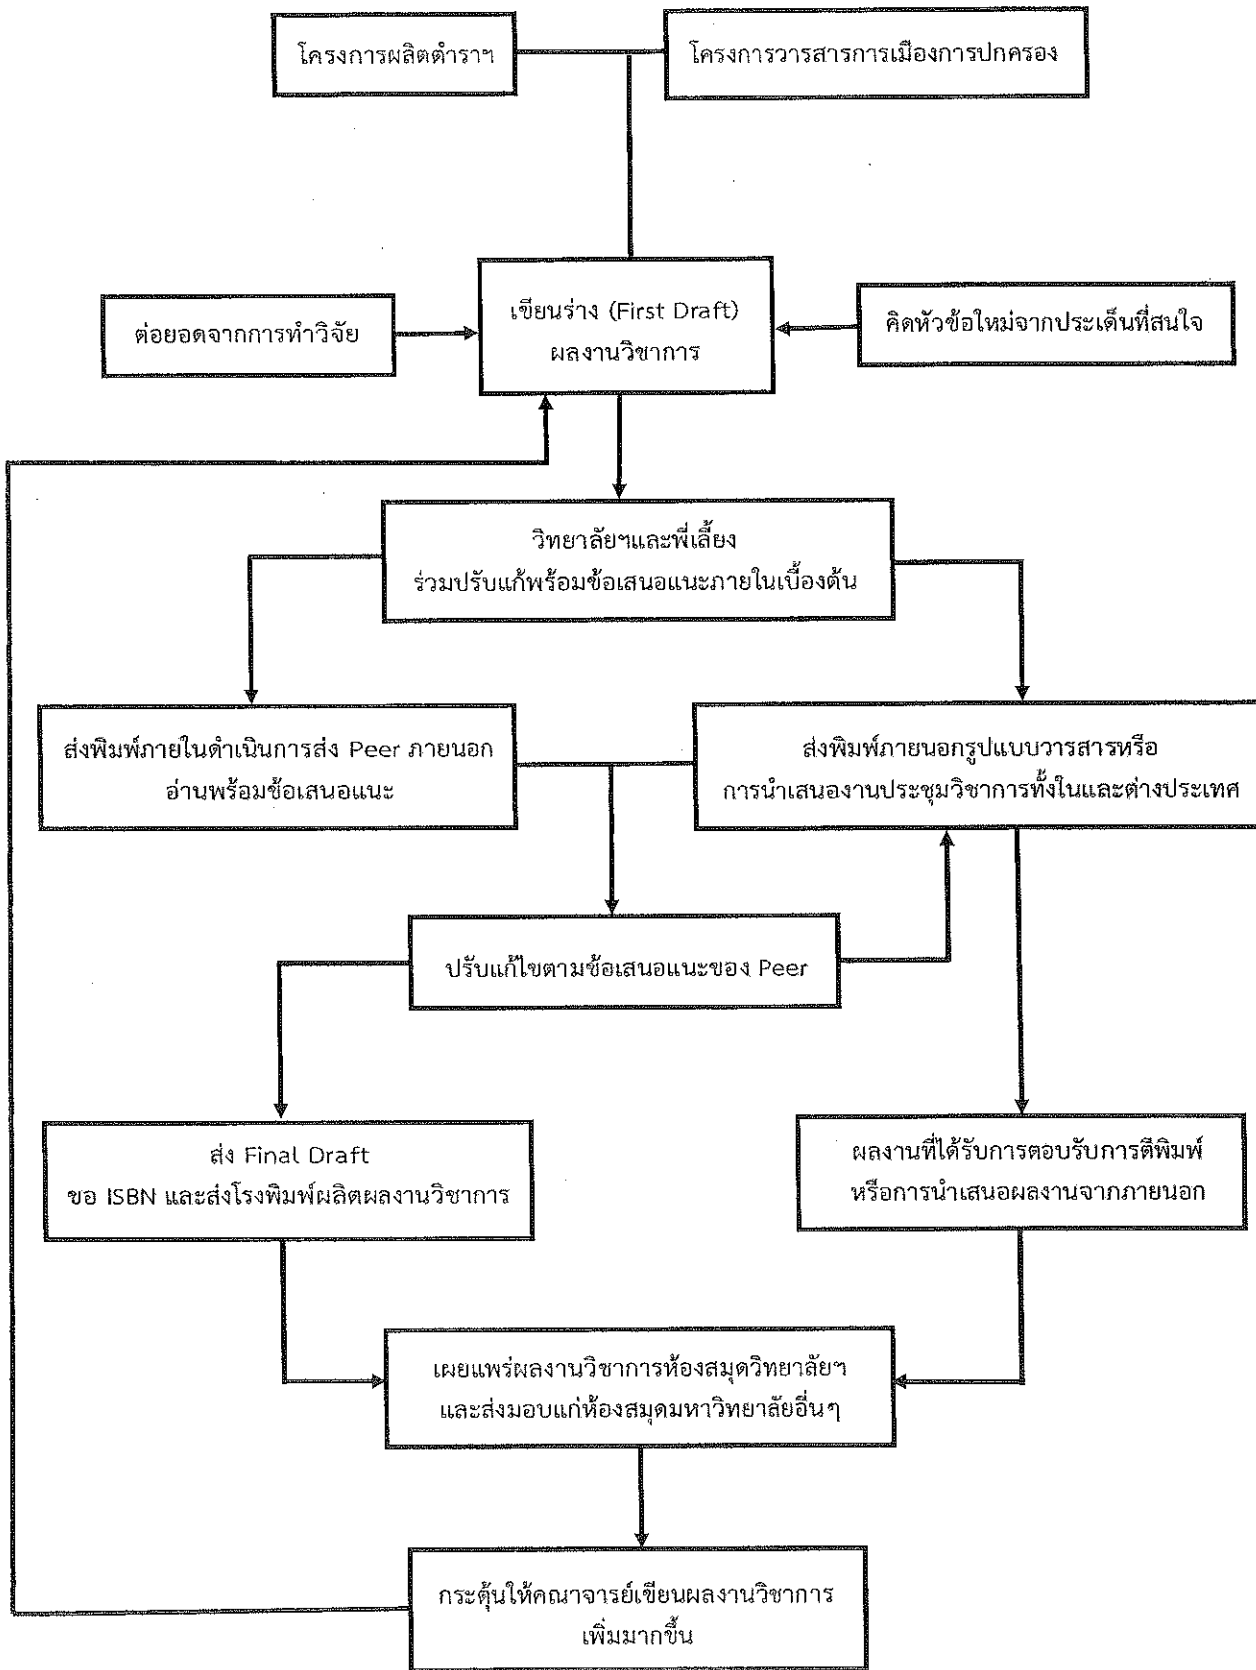 โครงการผลิตตำราฯ
โครงการวารสารการเมืองการปกครอง
เขียนร่าง (First Draft)
ผลงานวิชาการ
ต่อยอดจากการทำวิจัย
คิดหัวข้อใหม่จากประเด็นที่สนใจ
วิทยาลัยฯและพี่เลี้ยง
ร่วมปรับแก้พร้อมข้อเสนอแนะภายในเบื้องต้น
ส่งพิมพ์ภายในดำเนินการส่ง Peer ภายนอก
อ่านพร้อมข้อเสนอแนะ
ส่งพิมพ์ภายนอกรูปแบบวารสารหรือ
การนำเสนองานประชุมวิชาการทั้งในและต่างประเทศ
ปรับแก้ไขตามข้อเสนอแนะของ Peer
ส่ง Final Draft
ขอ ISBN และส่งโรงพิมพ์ผลิตผลงานวิชาการ
ผลงานที่ได้รับการตอบรับการตีพิมพ์
หรือการนำเสนอผลงานจากภายนอก
เผยแพร่ผลงานวิชาการห้องสมุดวิทยาลัยฯ
และส่งมอบแก่ห้องสมุดมหาวิทยาลัยอื่นๆ
กระตุ้นให้คณาจารย์เขียนผลงานวิชาการ
เพิ่มมากขึ้น